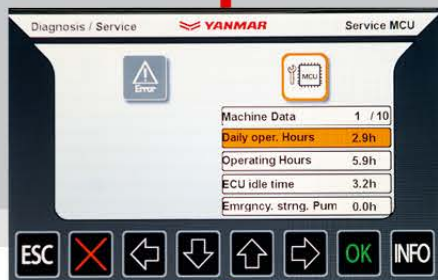 Diagnosis / Service YANMAR Service MCU
Error
MCU
Machine Data 1 / 10
Daily oper. Hours 2.9h
Operating Hours 5.9h
ECU idle time 3.2h
Emrgncy. strng. Pum 0.0h
ESC OK INFO